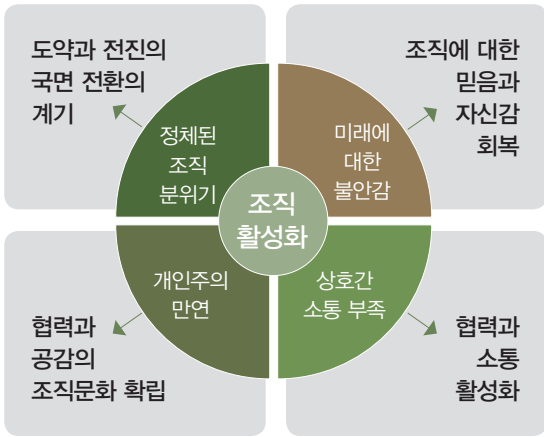 도약과 전진의
국면 전환의
계기
조직에 대한
믿음과
자신감
회복
정체된
조직
분위기
미래에
대한
불안감
조직
활성화
개인주의
만연
상호간
소통 부족
협력과
공감의
조직문화 확립
협력과
소통
활성화